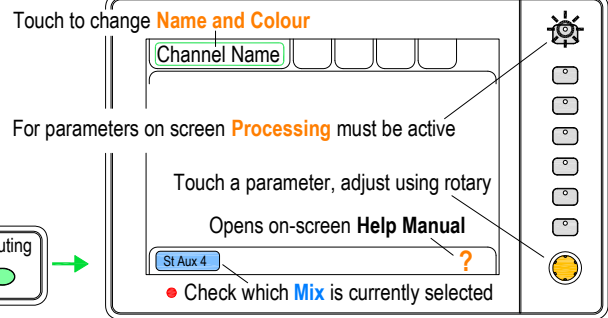 Touch to change Name and Colour
Channel Name
For parameters on screen Processing must be active
Touch a parameter, adjust using rotary
Opens on-screen Help Manual
uting
St Aux 4
?
Check which Mix is currently selected